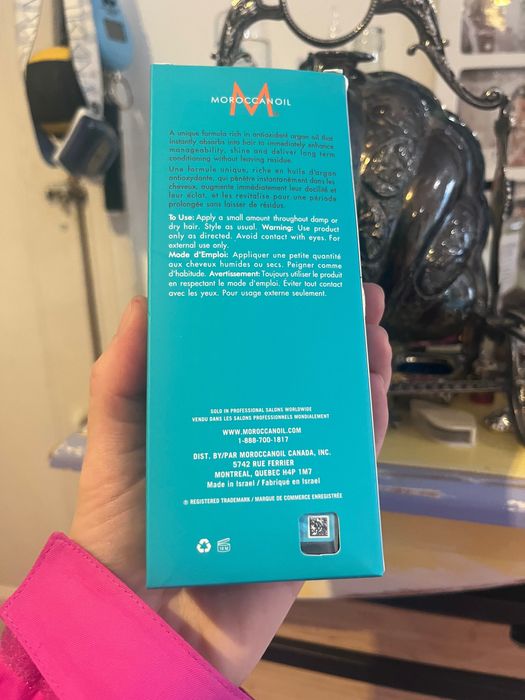 M
MOROCCANOIL
A unique formula rich in antioxidant argan oil that
instantly absorbs into hair to immediately enhance
manageability, shine and deliver long term
conditioning without leaving residue.
Une formule unique, riche en huile d'argan
antioxydante, qui pénètre instantanément dans les
cheveux, augmente immédiatement leur docilité et
leur éclat, et les revitalise pour une période
prolongée sans laisser de résidus.
To Use: Apply a small amount throughout damp or
dry hair. Style as usual. Warning: Use product
only as directed. Avoid contact with eyes. For
external use only.
Mode d'Emploi: Appliquer une petite quantité
aux cheveux humides ou secs. Peigner comme
d'habitude. Avertissement: Toujours utiliser le produit
en respectant le mode d'emploi. Éviter tout contact
avec les yeux. Pour usage externe seulement.
SOLD IN PROFESSIONAL SALONS WORLDWIDE
VENDU DANS LES SALONS PROFESSIONNELS MONDIALEMENT
WWW.MOROCCANOIL.COM
1-888-700-1817
DIST. BY/PAR MOROCCANOIL CANADA, INC.
5742 RUE FERRIER
MONTREAL, QUEBEC H4P 1M7
Made in Israel / Fabriqué en Israel
® REGISTERED TRADEMARK / MARQUE DE COMMERCE ENREGISTRÉE